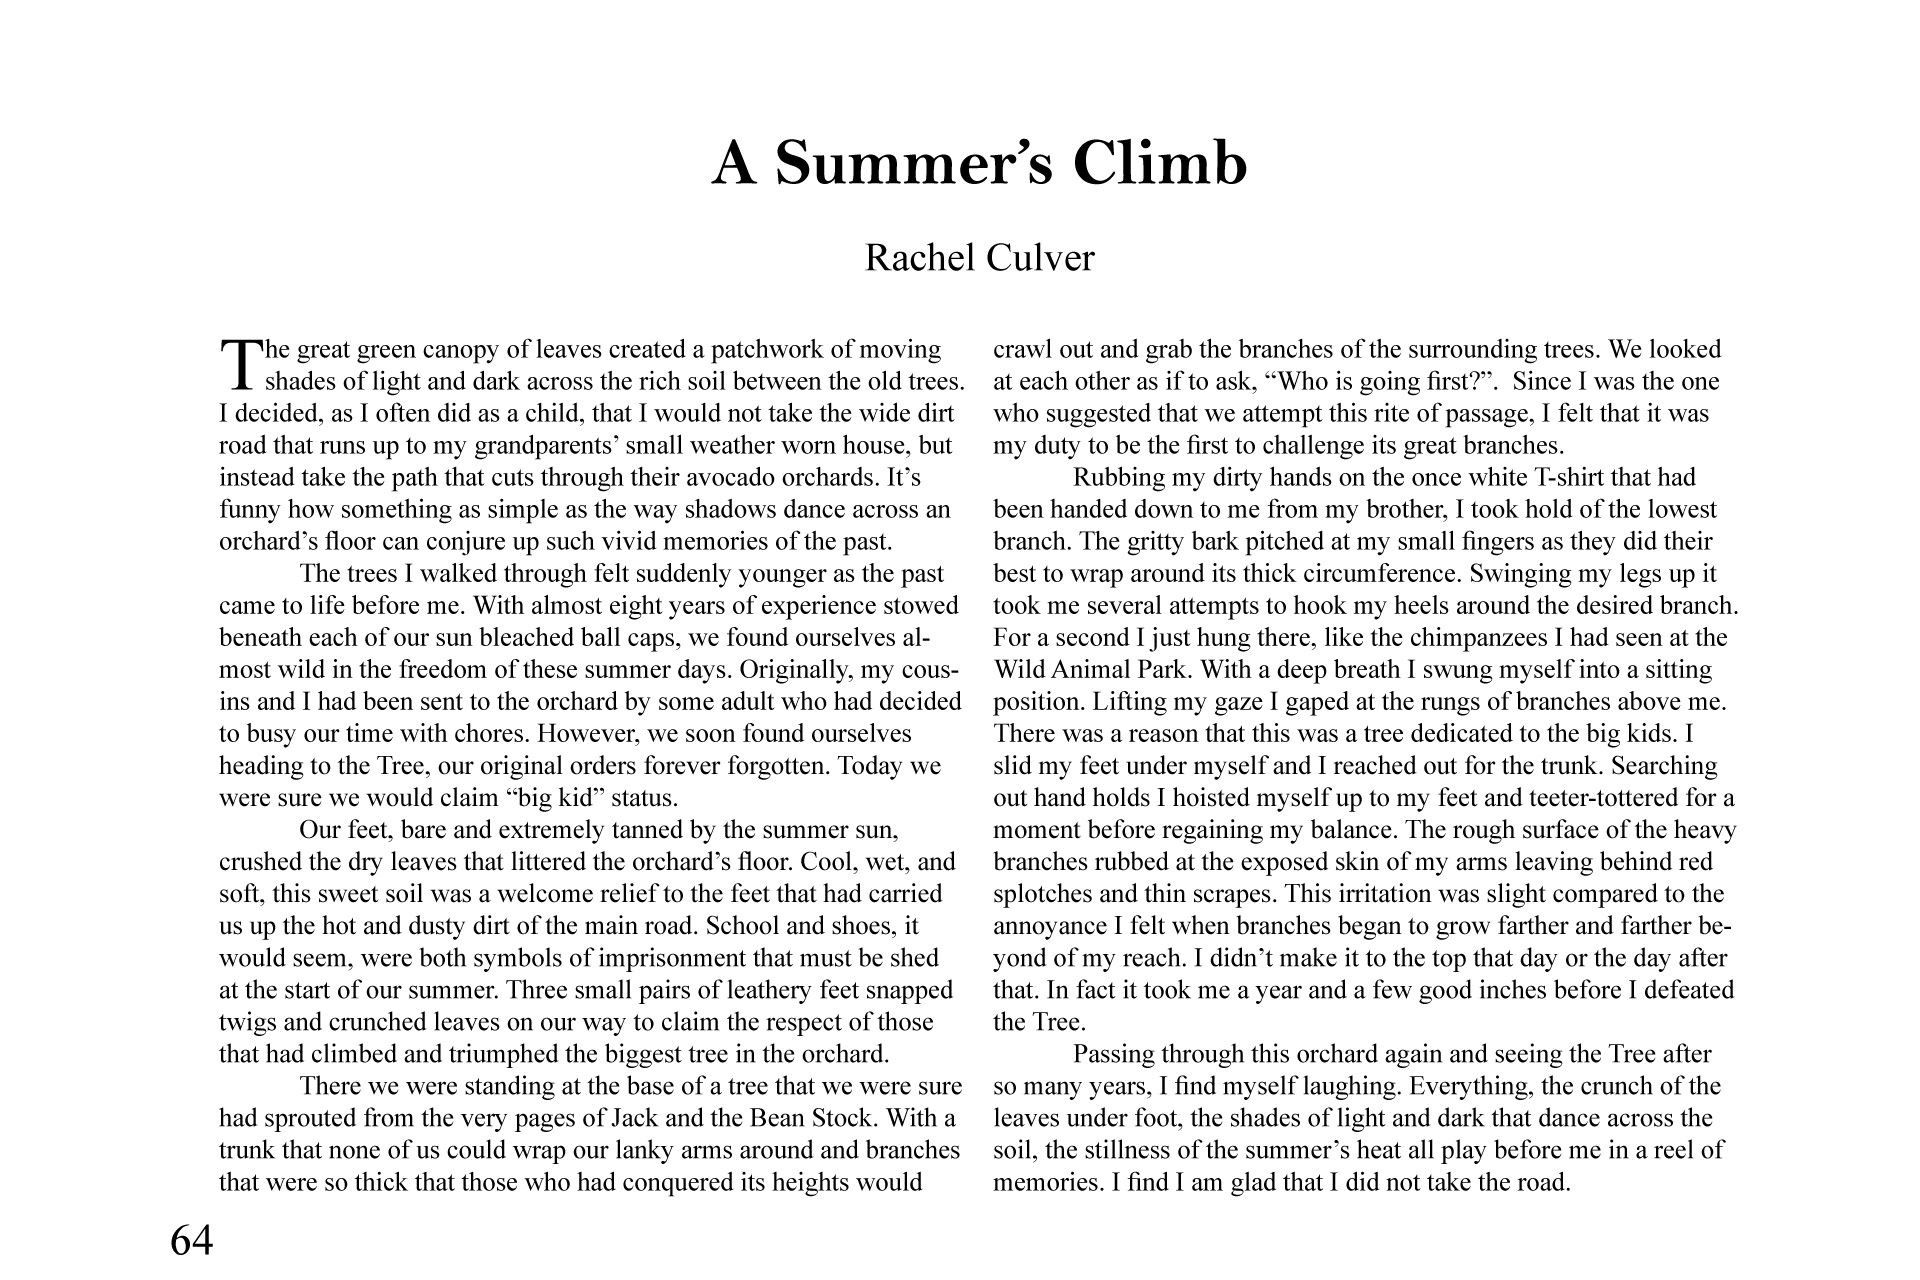 A Summer’s Climb
Rachel Culver
The great green canopy of leaves created a patchwork of moving
shades of light and dark across the rich soil between the old trees.
I decided, as I often did as a child, that I would not take the wide dirt
road that runs up to my grandparents’ small weather worn house, but
instead take the path that cuts through their avocado orchards. It’s
funny how something as simple as the way shadows dance across an
orchard’s floor can conjure up such vivid memories of the past.
The trees I walked through felt suddenly younger as the past
came to life before me. With almost eight years of experience stowed
beneath each of our sun bleached ball caps, we found ourselves al-
most wild in the freedom of these summer days. Originally, my cous-
ins and I had been sent to the orchard by some adult who had decided
to busy our time with chores. However, we soon found ourselves
heading to the Tree, our original orders forever forgotten. Today we
were sure we would claim “big kid” status.
Our feet, bare and extremely tanned by the summer sun,
crushed the dry leaves that littered the orchard’s floor. Cool, wet, and
soft, this sweet soil was a welcome relief to the feet that had carried
us up the hot and dusty dirt of the main road. School and shoes, it
would seem, were both symbols of imprisonment that must be shed
at the start of our summer. Three small pairs of leathery feet snapped
twigs and crunched leaves on our way to claim the respect of those
that had climbed and triumphed the biggest tree in the orchard.
There we were standing at the base of a tree that we were sure
had sprouted from the very pages of Jack and the Bean Stock. With a
trunk that none of us could wrap our lanky arms around and branches
that were so thick that those who had conquered its heights would
crawl out and grab the branches of the surrounding trees. We looked
at each other as if to ask, “Who is going first?”.  Since I was the one
who suggested that we attempt this rite of passage, I felt that it was
my duty to be the first to challenge its great branches.
Rubbing my dirty hands on the once white T-shirt that had
been handed down to me from my brother, I took hold of the lowest
branch. The gritty bark pitched at my small fingers as they did their
best to wrap around its thick circumference. Swinging my legs up it
took me several attempts to hook my heels around the desired branch.
For a second I just hung there, like the chimpanzees I had seen at the
Wild Animal Park. With a deep breath I swung myself into a sitting
position. Lifting my gaze I gaped at the rungs of branches above me.
There was a reason that this was a tree dedicated to the big kids. I
slid my feet under myself and I reached out for the trunk. Searching
out hand holds I hoisted myself up to my feet and teeter-tottered for a
moment before regaining my balance. The rough surface of the heavy
branches rubbed at the exposed skin of my arms leaving behind red
splotches and thin scrapes. This irritation was slight compared to the
annoyance I felt when branches began to grow farther and farther be-
yond of my reach. I didn’t make it to the top that day or the day after
that. In fact it took me a year and a few good inches before I defeated
the Tree.
Passing through this orchard again and seeing the Tree after
so many years, I find myself laughing. Everything, the crunch of the
leaves under foot, the shades of light and dark that dance across the
soil, the stillness of the summer’s heat all play before me in a reel of
memories. I find I am glad that I did not take the road.
64